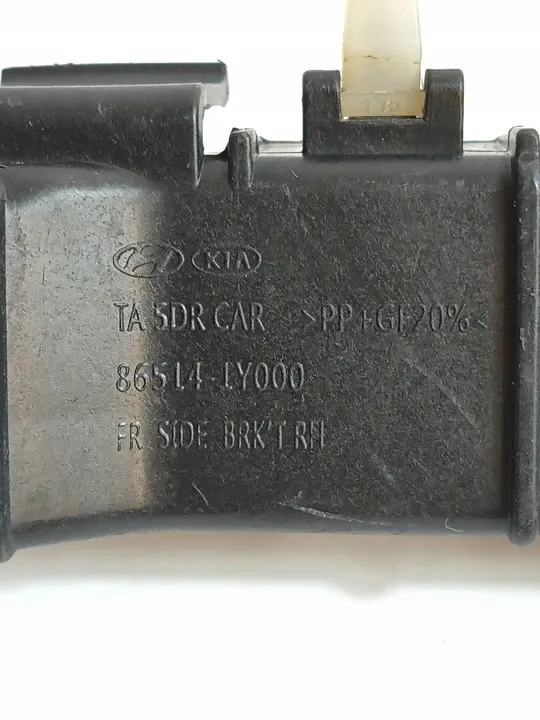 KIA
TA 5DR CAR >PP+GF20%<
86514-1Y000
FR SIDE BRK'T RH